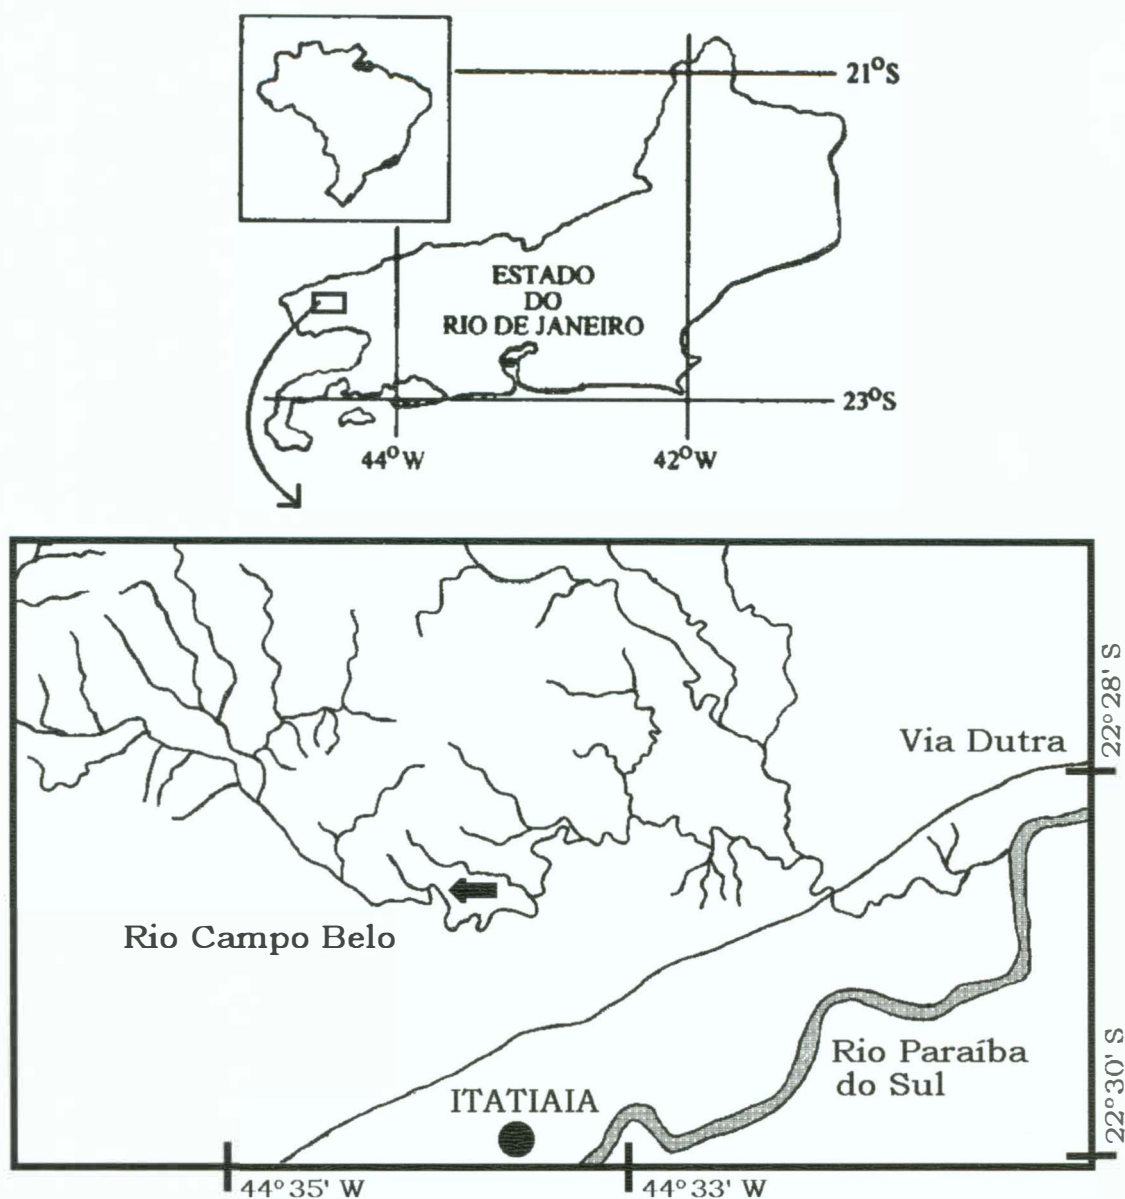 21°S
ESTADO
DO
RIO DE JANEIRO
23°S
44°W
42°W
22°28' S
Via Dutra
Rio Campo Belo
Rio Paraíba
do Sul
22°30' S
ITATIAIA
44°35' W
44°33' W